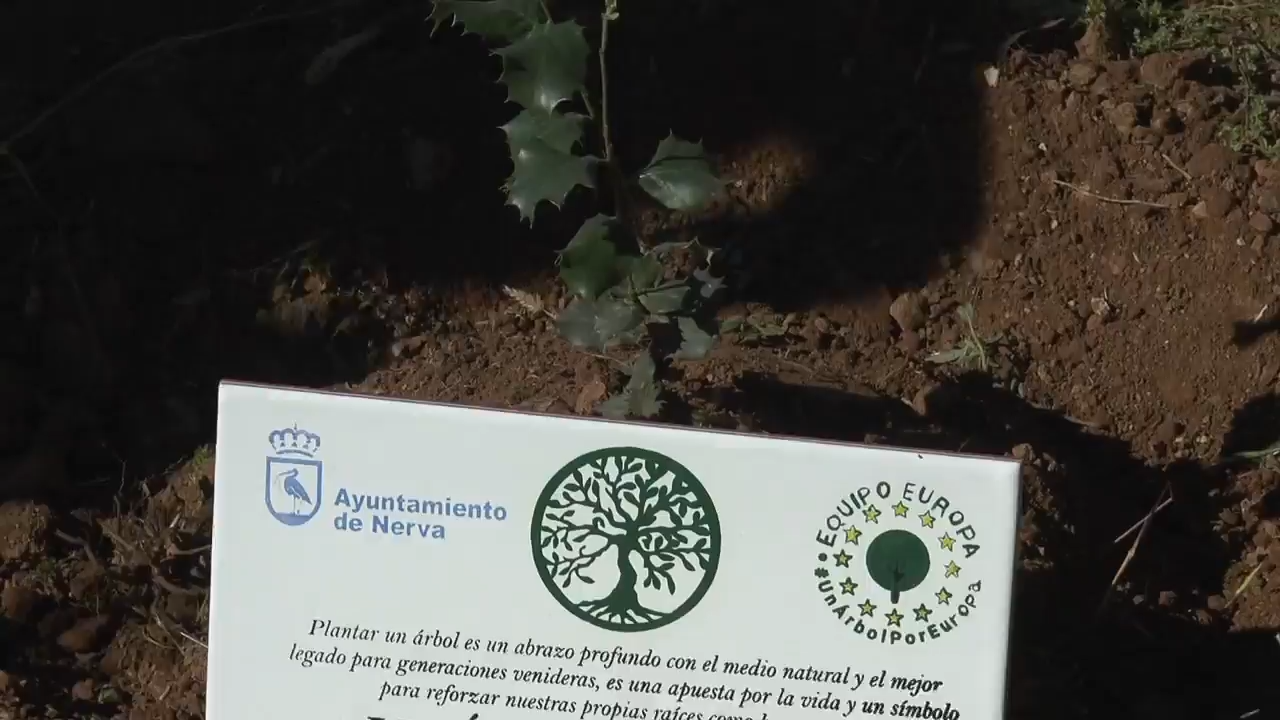 Ayuntamiento
de Nerva
• EQUIPO EUROPA
#UnÁrbolPorEuropa
Plantar un árbol es un abrazo profundo con el medio natural y el mejor
legado para generaciones venideras, es una apuesta por la vida y un símbolo
para reforzar nuestras propias raíces como